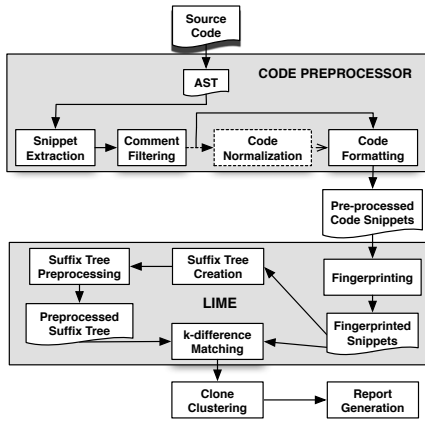 Source
Code
CODE PREPROCESSOR
AST
Snippet
Extraction
Comment
Filtering
Code
Normalization
Code
Formatting
Pre-processed
Code Snippets
Suffix Tree
Preprocessing
Suffix Tree
Creation
Fingerprinting
LIME
Preprocessed
Suffix Tree
k-difference
Matching
Fingerprinted
Snippets
Clone
Clustering
Report
Generation